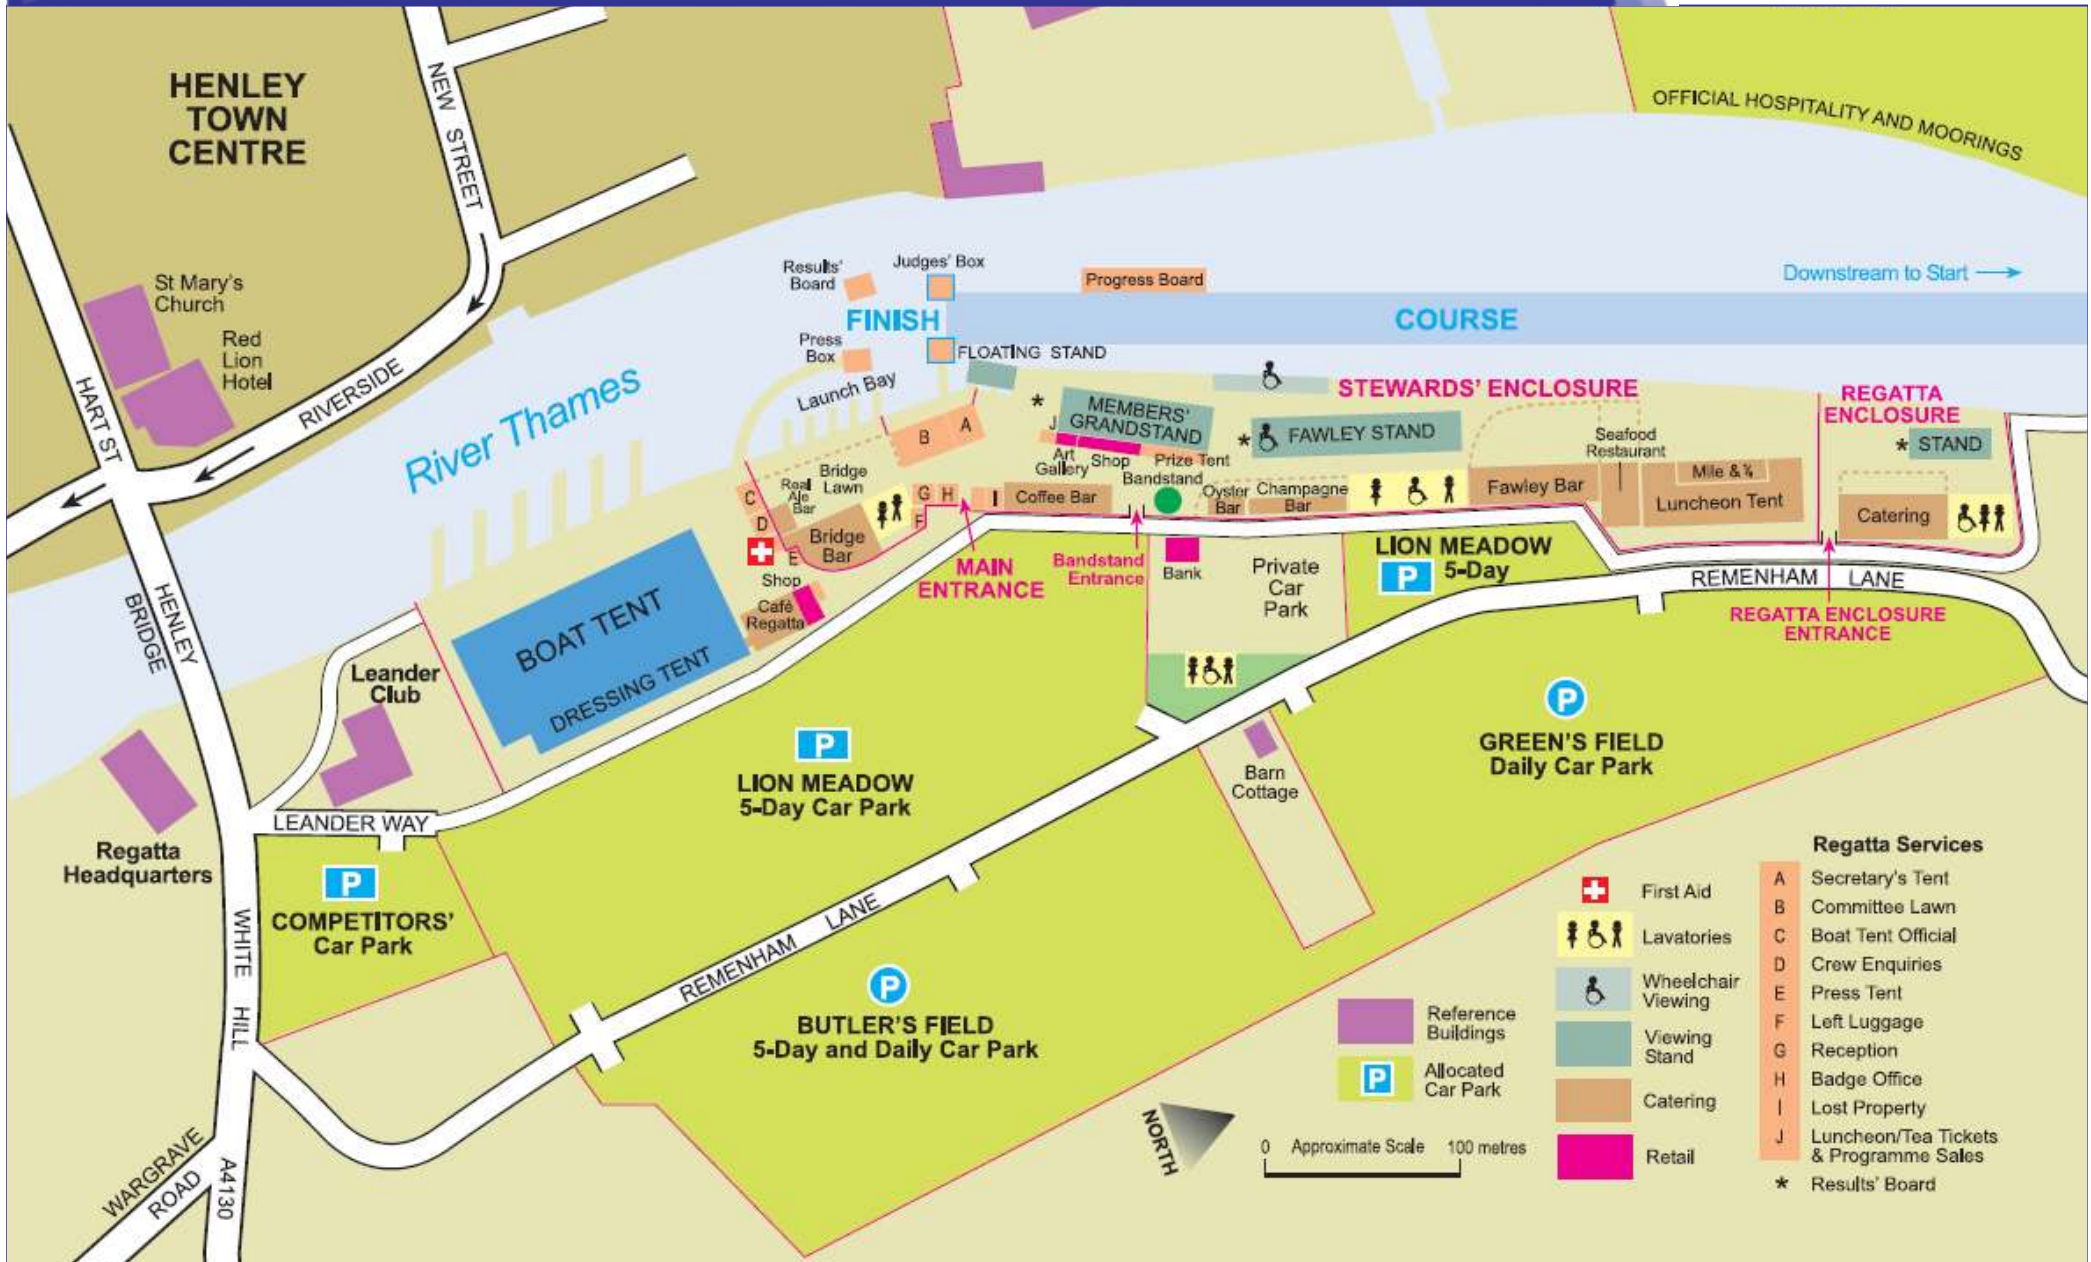 HENLEY
TOWN
CENTRE
NEW STREET
OFFICIAL HOSPITALITY AND MOORINGS
St Mary's
Church
Red
Lion
Hotel
HART ST
RIVERSIDE
River Thames
Results'
Board
Judges' Box
Progress Board
Downstream to Start
FINISH
COURSE
Press
Box
FLOATING STAND
Launch Bay
STEWARDS' ENCLOSURE
REGATTA
ENCLOSURE
MEMBERS'
GRANDSTAND
* FAWLEY STAND
* STAND
*
A
B
J
Art
Gallery
Shop
Prize Tent
Bandstand
Seafood
Restaurant
Mile & ¼
Luncheon Tent
Bridge
Lawn
Real
Ale
Bar
C
D
E
G H
F
I
Coffee Bar
Oyster
Bar
Champagne
Bar
Fawley Bar
Catering
Bridge
Bar
MAIN
ENTRANCE
Bandstand
Entrance
Bank
Private
Car
Park
LION MEADOW
P 5-Day
REMENHAM LANE
REGATTA ENCLOSURE
ENTRANCE
Shop
Café
Regatta
BOAT TENT
DRESSING TENT
HENLEY
BRIDGE
Leander
Club
P
LION MEADOW
5-Day Car Park
P
GREEN'S FIELD
Daily Car Park
Barn
Cottage
LEANDER WAY
Regatta
Headquarters
P
COMPETITORS'
Car Park
WHITE HILL
REMENHAM LANE
P
BUTLER'S FIELD
5-Day and Daily Car Park
WARGRAVE
ROAD
A4130
NORTH
0 Approximate Scale 100 metres
Reference
Buildings
P
Allocated
Car Park
First Aid
Lavatories
Wheelchair
Viewing
Viewing
Stand
Catering
Retail
Regatta Services
A Secretary's Tent
B Committee Lawn
C Boat Tent Official
D Crew Enquiries
E Press Tent
F Left Luggage
G Reception
H Badge Office
I Lost Property
J Luncheon/Tea Tickets
& Programme Sales
* Results' Board